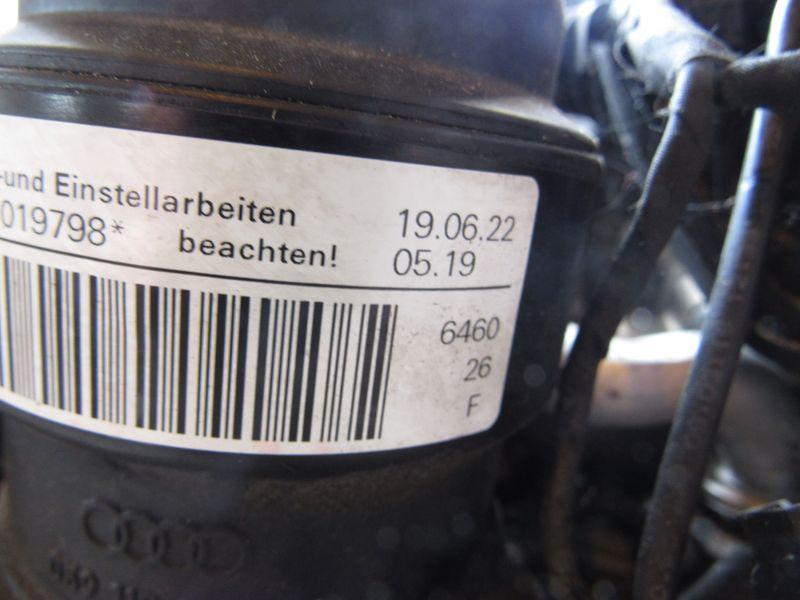 -und Einstellarbeiten
019798* beachten!
19.06.22
05.19
6460
26
F